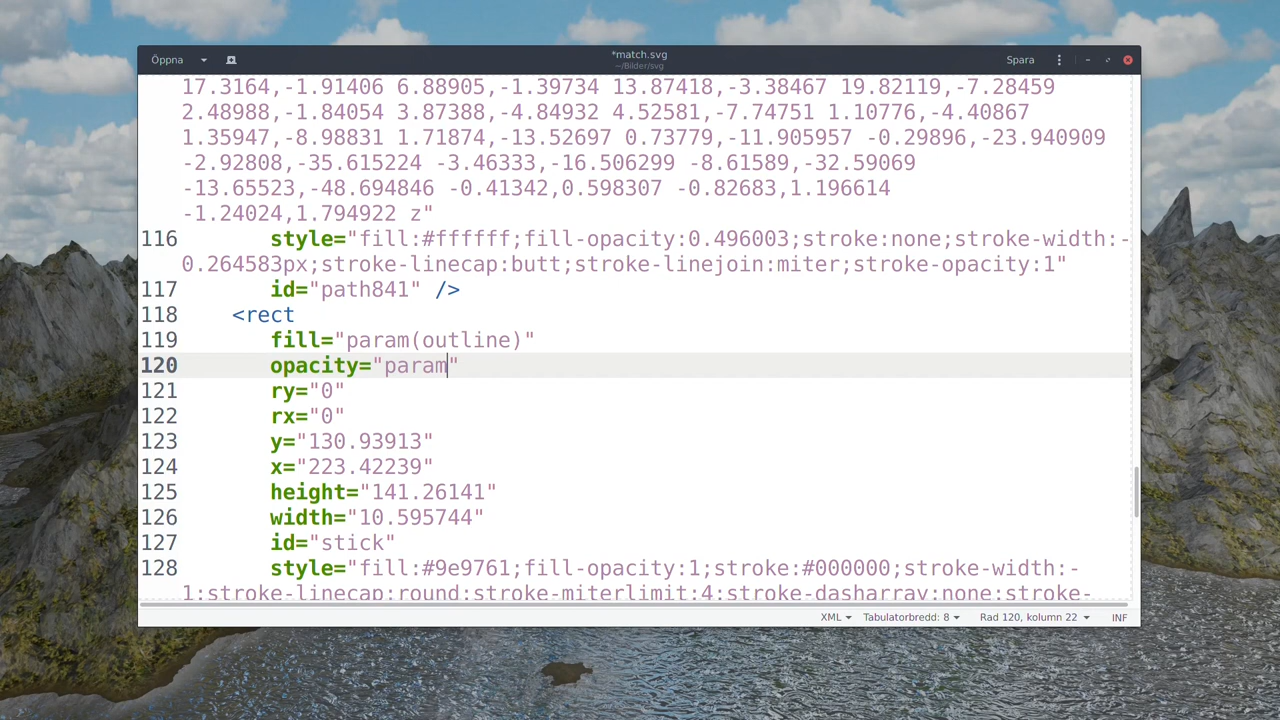 Öppna
*match.svg
~/Bilder/svg
Spara
17.3164,-1.91406 6.88905,-1.39734 13.87418,-3.38467 19.82119,-7.28459
2.48988,-1.84054 3.87388,-4.84932 4.52581,-7.74751 1.10776,-4.40867
1.35947,-8.98831 1.71874,-13.52697 0.73779,-11.905957 -0.29896,-23.940909
-2.92808,-35.615224 -3.46333,-16.506299 -8.61589,-32.59069
-13.65523,-48.694846 -0.41342,0.598307 -0.82683,1.196614
-1.24024,1.794922 z"
116 style="fill:#ffffff;fill-opacity:0.496003;stroke:none;stroke-width:-
0.264583px;stroke-linecap:butt;stroke-linejoin:miter;stroke-opacity:1"
117 id="path841" />
118 <rect
119 fill="param(outline)"
120 opacity="param"
121 ry="0"
122 rx="0"
123 y="130.93913"
124 x="223.42239"
125 height="141.26141"
126 width="10.595744"
127 id="stick"
128 style="fill:#9e9761;fill-opacity:1;stroke:#000000;stroke-width:-
1;stroke-linecap:round;stroke-miterlimit:4;stroke-dasharray:none;stroke-
XML Tabulatorbredd: 8 Rad 120, kolumn 22 INF